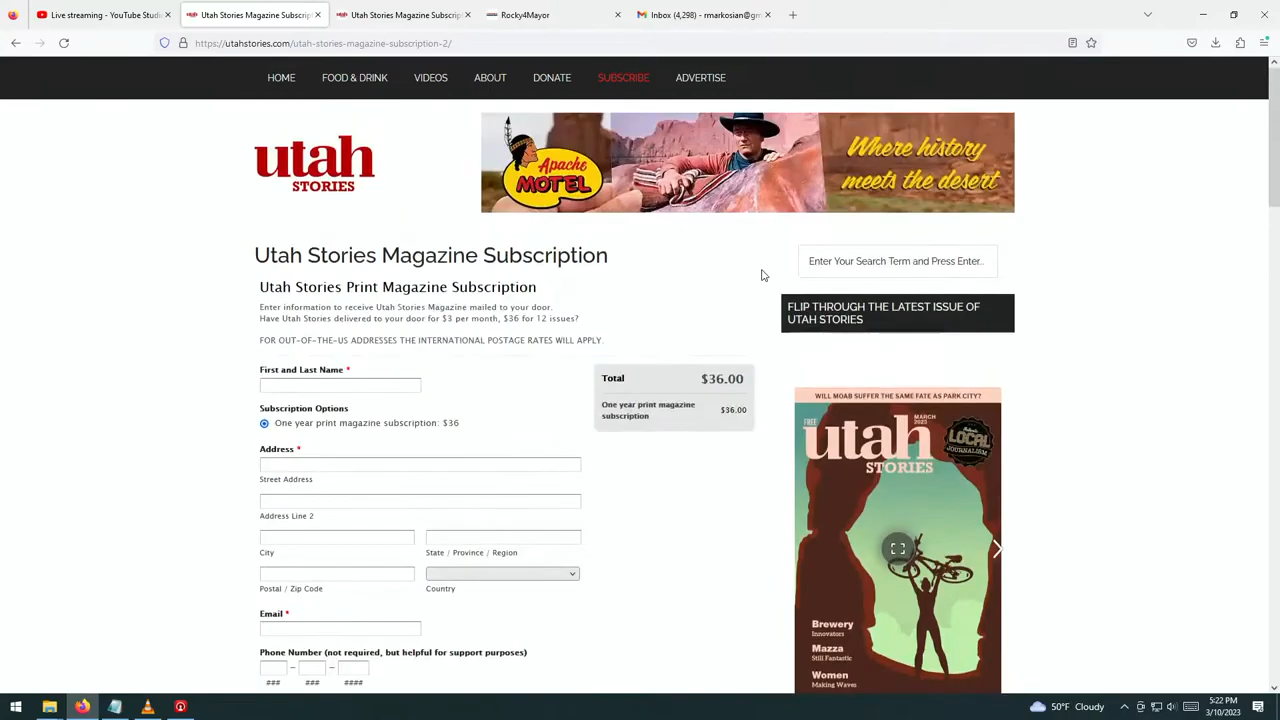 Live streaming - YouTube Stud
Utah Stories Magazine Subscript
Utah Stories Magazine Subscript
Rocky4Mayor
Inbox (4,298) - rmarkosian@gm
https://utahstories.com/utah-stories-magazine-subscription-2/
HOME FOOD & DRINK VIDEOS ABOUT DONATE SUBSCRIBE ADVERTISE
utah
STORIES
Apache
MOTEL
Where history
meets the desert
Utah Stories Magazine Subscription
Enter Your Search Term and Press Enter...
Utah Stories Print Magazine Subscription
Enter information to receive Utah Stories Magazine mailed to your door.
Have Utah Stories delivered to your door for $3 per month, $36 for 12 issues?
FOR OUT-OF-THE-US ADDRESSES THE INTERNATIONAL POSTAGE RATES WILL APPLY.
FLIP THROUGH THE LATEST ISSUE OF
UTAH STORIES
First and Last Name *
Total $36.00
One year print magazine
subscription $36.00
Subscription Options
One year print magazine subscription: $36
Address *
Street Address
Address Line 2
City State / Province / Region
Postal / Zip Code Country
Email *
Phone Number (not required, but helpful for support purposes)
### – ### – ####
WILL MOAB SUFFER THE SAME FATE AS PARK CITY?
FREE
MARCH
2023
utah
STORIES
Authentic
LOCAL
JOURNALISM
Brewery
Innovators
Mazza
Still Fantastic
Women
Making Waves
50°F Cloudy
5:22 PM
3/10/2023